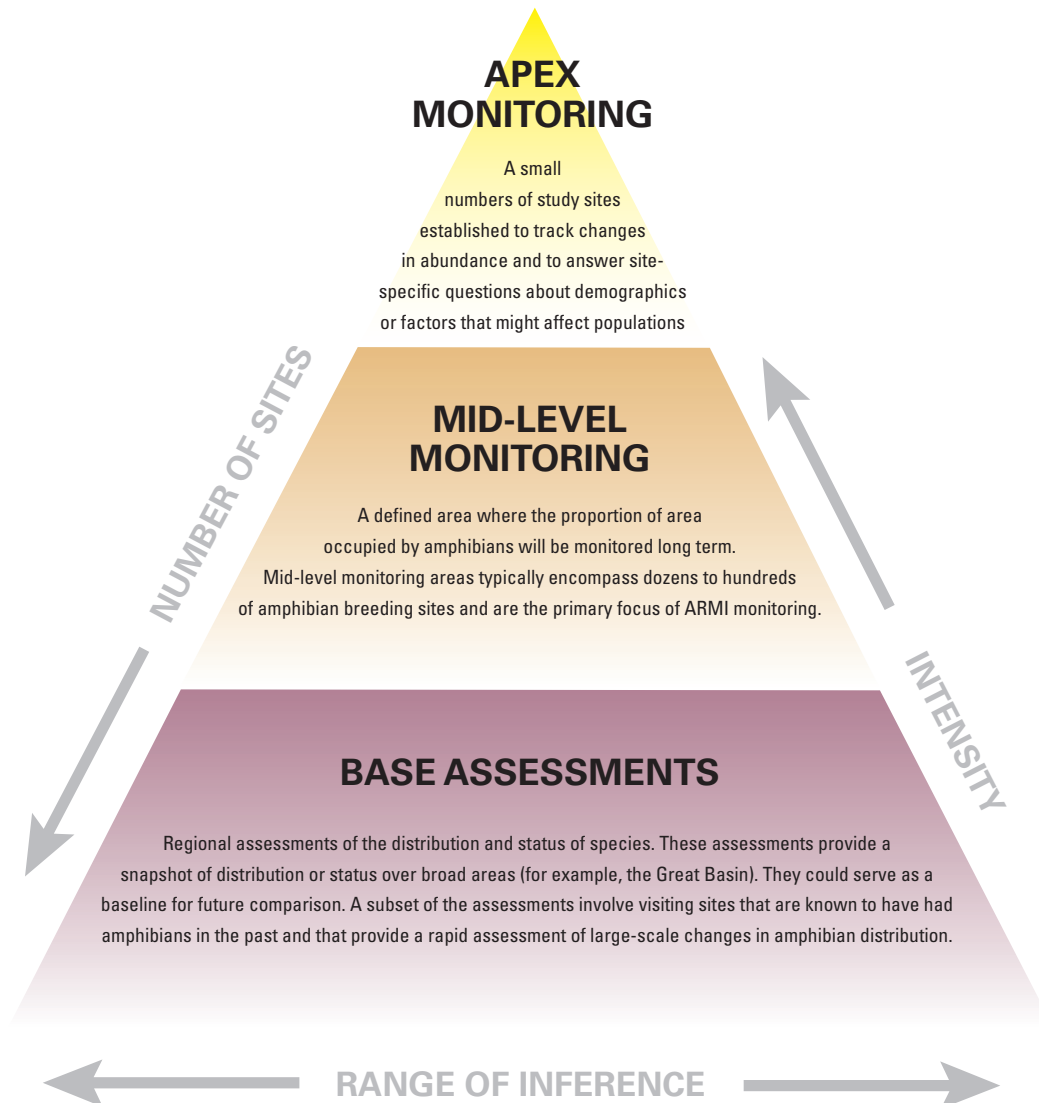 APEX
MONITORING
A small
numbers of study sites
established to track changes
in abundance and to answer site-
specific questions about demographics
or factors that might affect populations
NUMBER OF SITES
MID-LEVEL
MONITORING
A defined area where the proportion of area
occupied by amphibians will be monitored long term.
Mid-level monitoring areas typically encompass dozens to hundreds
of amphibian breeding sites and are the primary focus of ARMI monitoring.
INTENSITY
BASE ASSESSMENTS
Regional assessments of the distribution and status of species. These assessments provide a
snapshot of distribution or status over broad areas (for example, the Great Basin). They could serve as a
baseline for future comparison. A subset of the assessments involve visiting sites that are known to have had
amphibians in the past and that provide a rapid assessment of large-scale changes in amphibian distribution.
RANGE OF INFERENCE